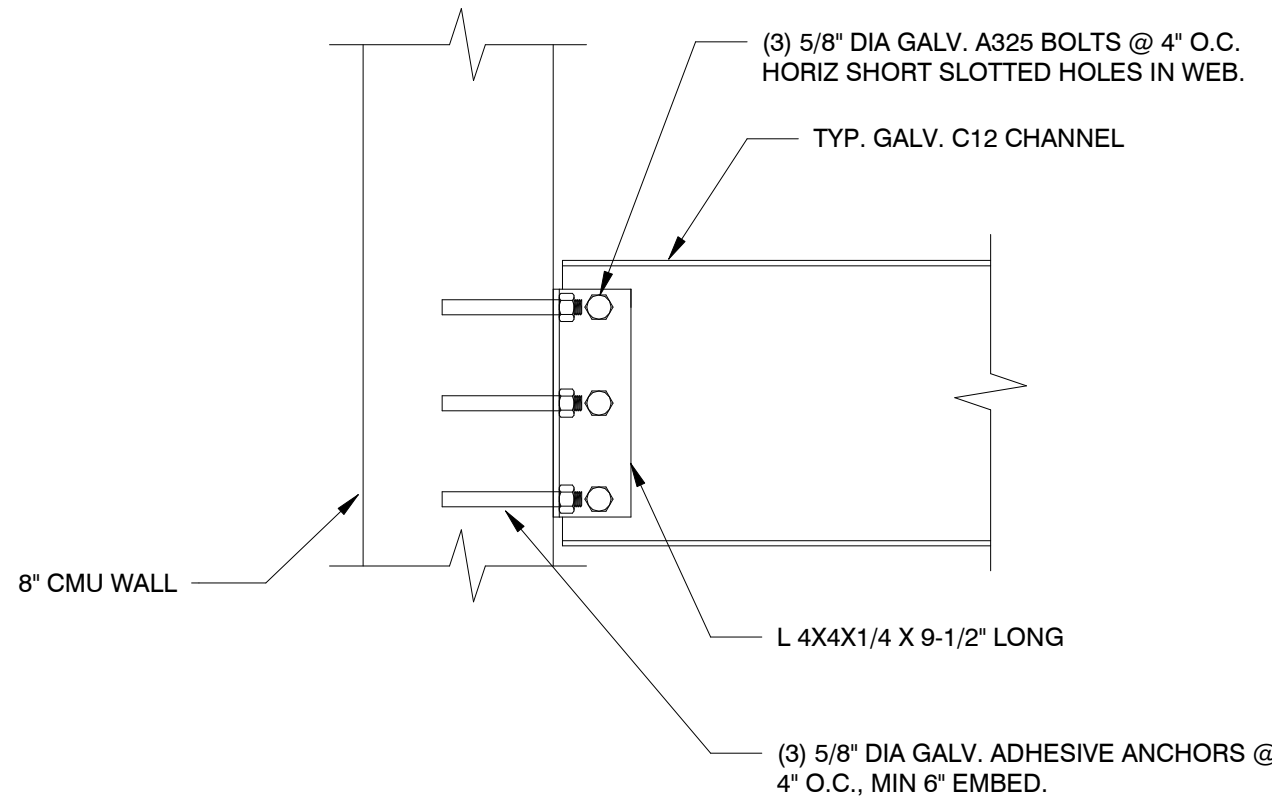 (3) 5/8" DIA GALV. A325 BOLTS @ 4" O.C.
HORIZ SHORT SLOTTED HOLES IN WEB.
TYP. GALV. C12 CHANNEL
8" CMU WALL
L 4X4X1/4 X 9-1/2" LONG
(3) 5/8" DIA GALV. ADHESIVE ANCHORS @
4" O.C., MIN 6" EMBED.